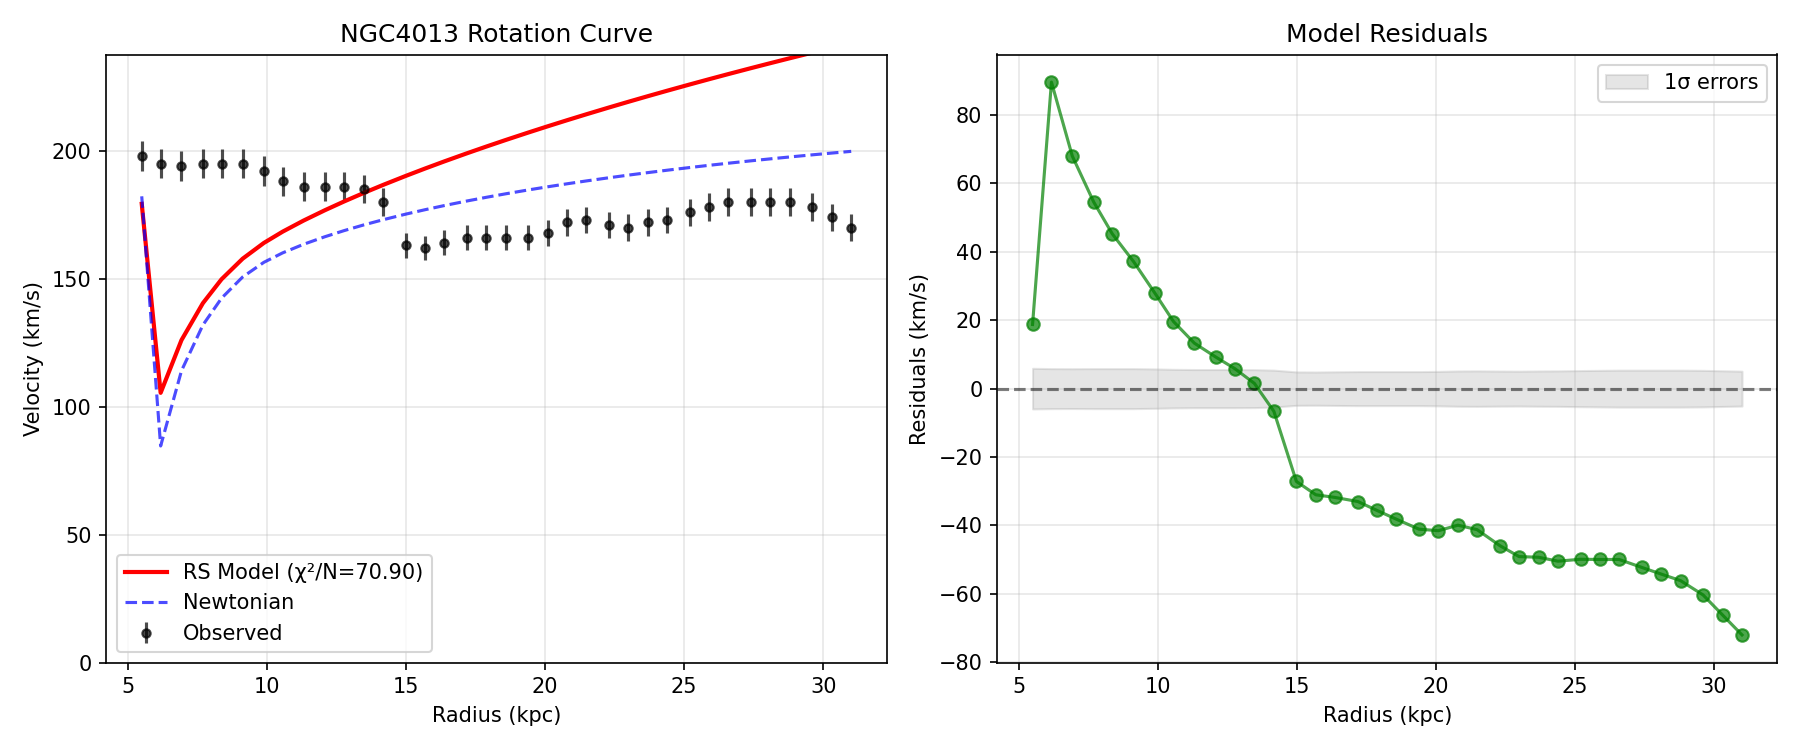 NGC4013 Rotation Curve
Velocity (km/s)
200
150
100
50
0
RS Model (χ²/N=70.90)
Newtonian
Observed
5
10
15
20
25
30
Radius (kpc)
Model Residuals
Residuals (km/s)
80
60
40
20
0
−20
−40
−60
−80
1σ errors
5
10
15
20
25
30
Radius (kpc)